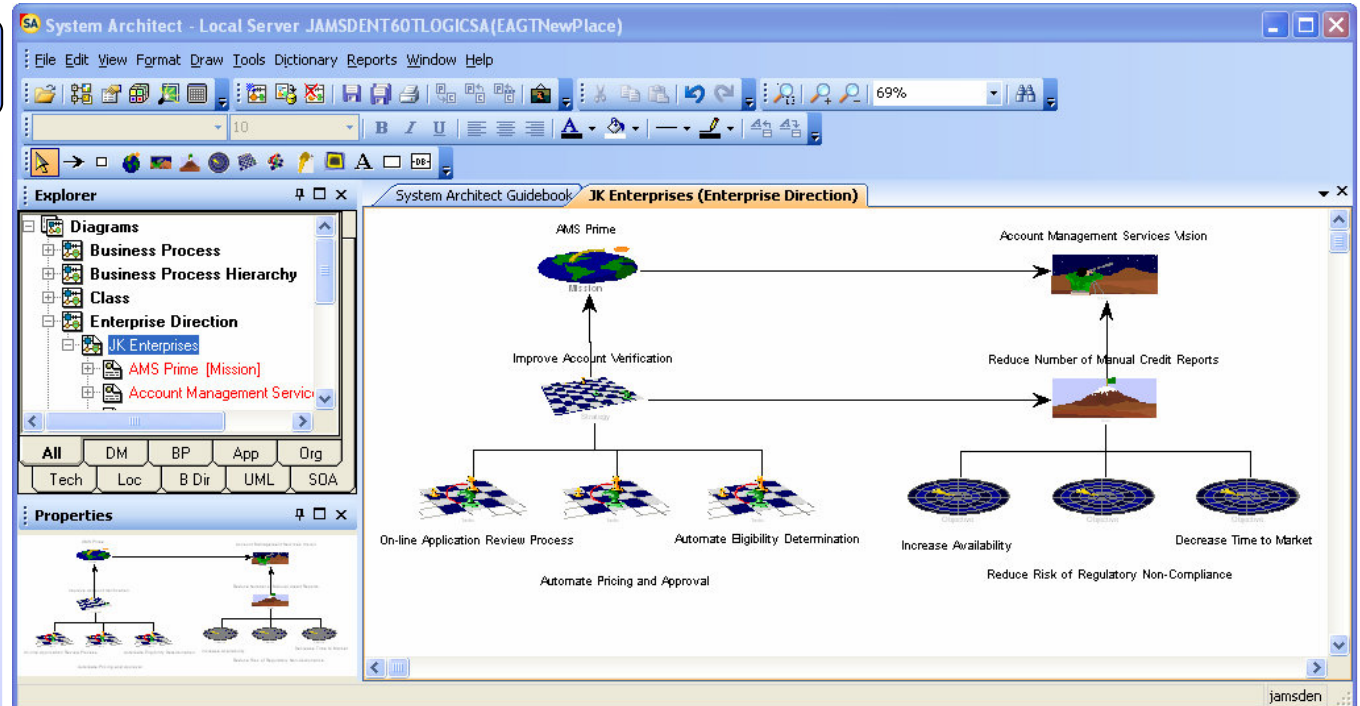 System Architect - Local Server JAMSDENT60TLOGICSA(EAGTNewPlace)
File Edit View Format Draw Tools Dictionary Reports Window Help
69%
10
B I U A
A DB
Explorer
System Architect Guidebook
JK Enterprises (Enterprise Direction)
Diagrams
Business Process
Business Process Hierarchy
Class
Enterprise Direction
JK Enterprises
AMS Prime [Mission]
Account Management Servic
All DM BP App Org
Tech Loc B Dir UML SOA
Properties
AMS Prime
Mission
Account Management Services Vision
Improve Account Verification
Strategy
Reduce Number of Manual Credit Reports
Objective Objective Objective
On-line Application Review Process
Automate Eligibility Determination
Automate Pricing and Approval
Increase Availability
Decrease Time to Market
Reduce Risk of Regulatory Non-Compliance
jamsden